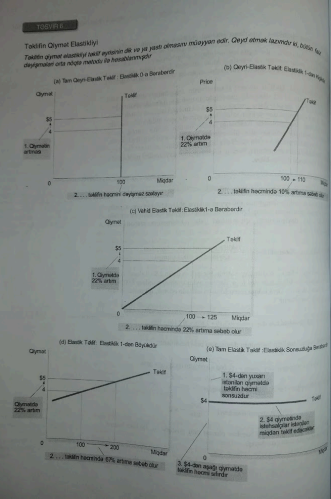 TƏSVİR 6
Təklifin Qiymət Elastikliyi
Təklifin qiymət elastikliyi təklif əyrisinin dik və ya yastı olmasını müəyyən edir. Qeyd etmək lazımdır ki, bütün faiz
dəyişmələri orta nöqtə metodu ilə hesablanmışdır
(a) Tam Qeyri-Elastik Təklif : Elastiklik 0-a Bərabərdir
Qiymət
Təklif
$5
4
1. Qiymətdə
artması
0
100
Miqdar
2. . . . təklifin həcmini dəyişməz saxlayır
(b) Qeyri-Elastik Təklif: Elastiklik 1-dən
Price
Təklif
$5
4
1. Qiymətdə
22% artım
0
100
110
Miqdar
2. . . . təklifin həcmində 10% artıma səbəb
(c) Vahid Elastik Təklif: Elastiklik 1-ə Bərabərdir
Qiymət
Təklif
$5
4
1. Qiymətdə
22% artım
0
100
125
Miqdar
2. . . . təklifin həcmində 22% artıma səbəb olur
(d) Elastik Təklif : Elastiklik 1-dən Böyükdür
Qiymət
Təklif
$5
4
Qiymətdə
22% artım
0
100
200
Miqdar
2. . . . təklifin həcmində 67% artıma səbəb olur
(e) Tam Elastik Təklif : Elastiklik Sonsuzluğa Bərabərdir
Qiymət
1. $4-dən yuxarı
istənilən qiymətdə
təklifin həcmi
sonsuzdur
$4
Təklif
2. $4 qiymətində
istehsalçılar istənilən
miqdarı təklif edəcəklər
0
Miqdar
3. $4-dən aşağı qiymətdə
təklifin həcmi sıfırdır